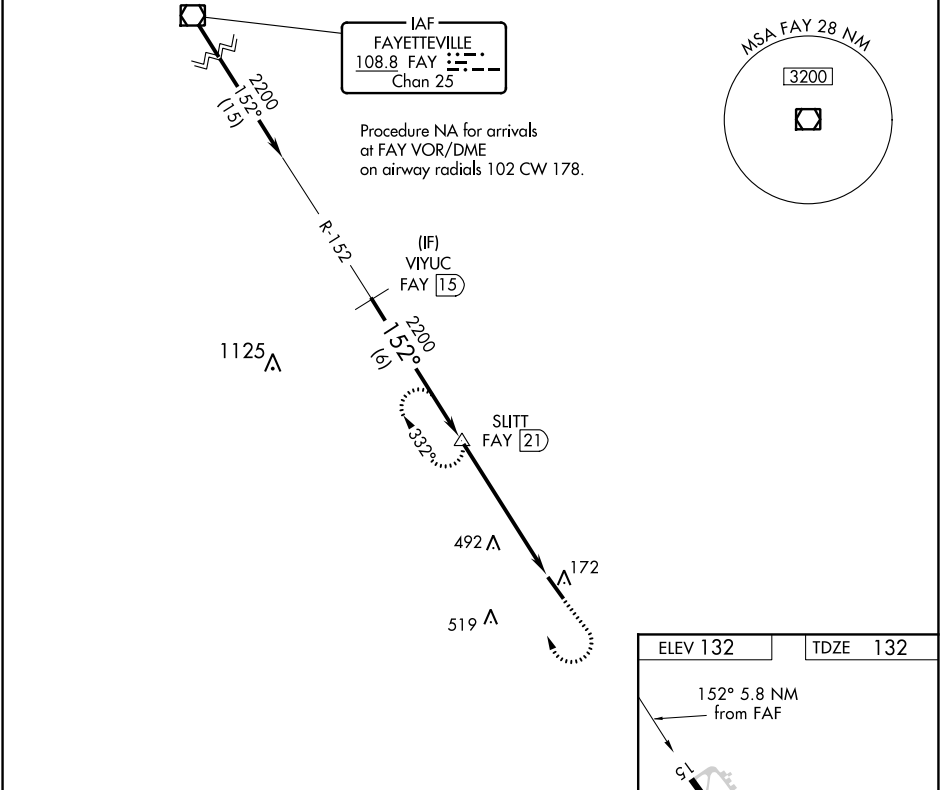 IAF
FAYETTEVILLE
108.8 FAY
Chan 25
MSA FAY 28 NM
3200
2200
152°
(15)
Procedure NA for arrivals
at FAY VOR/DME
on airway radials 102 CW 178.
R-152
(IF)
VIYUC
FAY 15
2200
152°
(6)
1125
332°
SLITT
FAY 21
492
172
519
ELEV 132
TDZE 132
152° 5.8 NM
from FAF
15